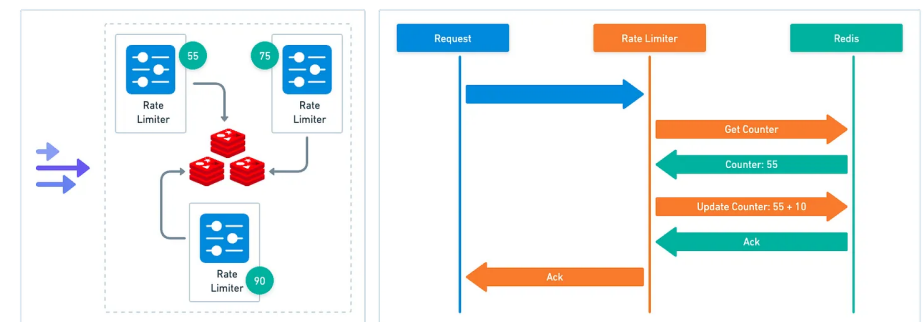 55
75
Rate
Limiter
Rate
Limiter
Rate
Limiter
90
Request
Rate Limiter
Redis
Get Counter
Counter: 55
Update Counter: 55 + 10
Ack
Ack